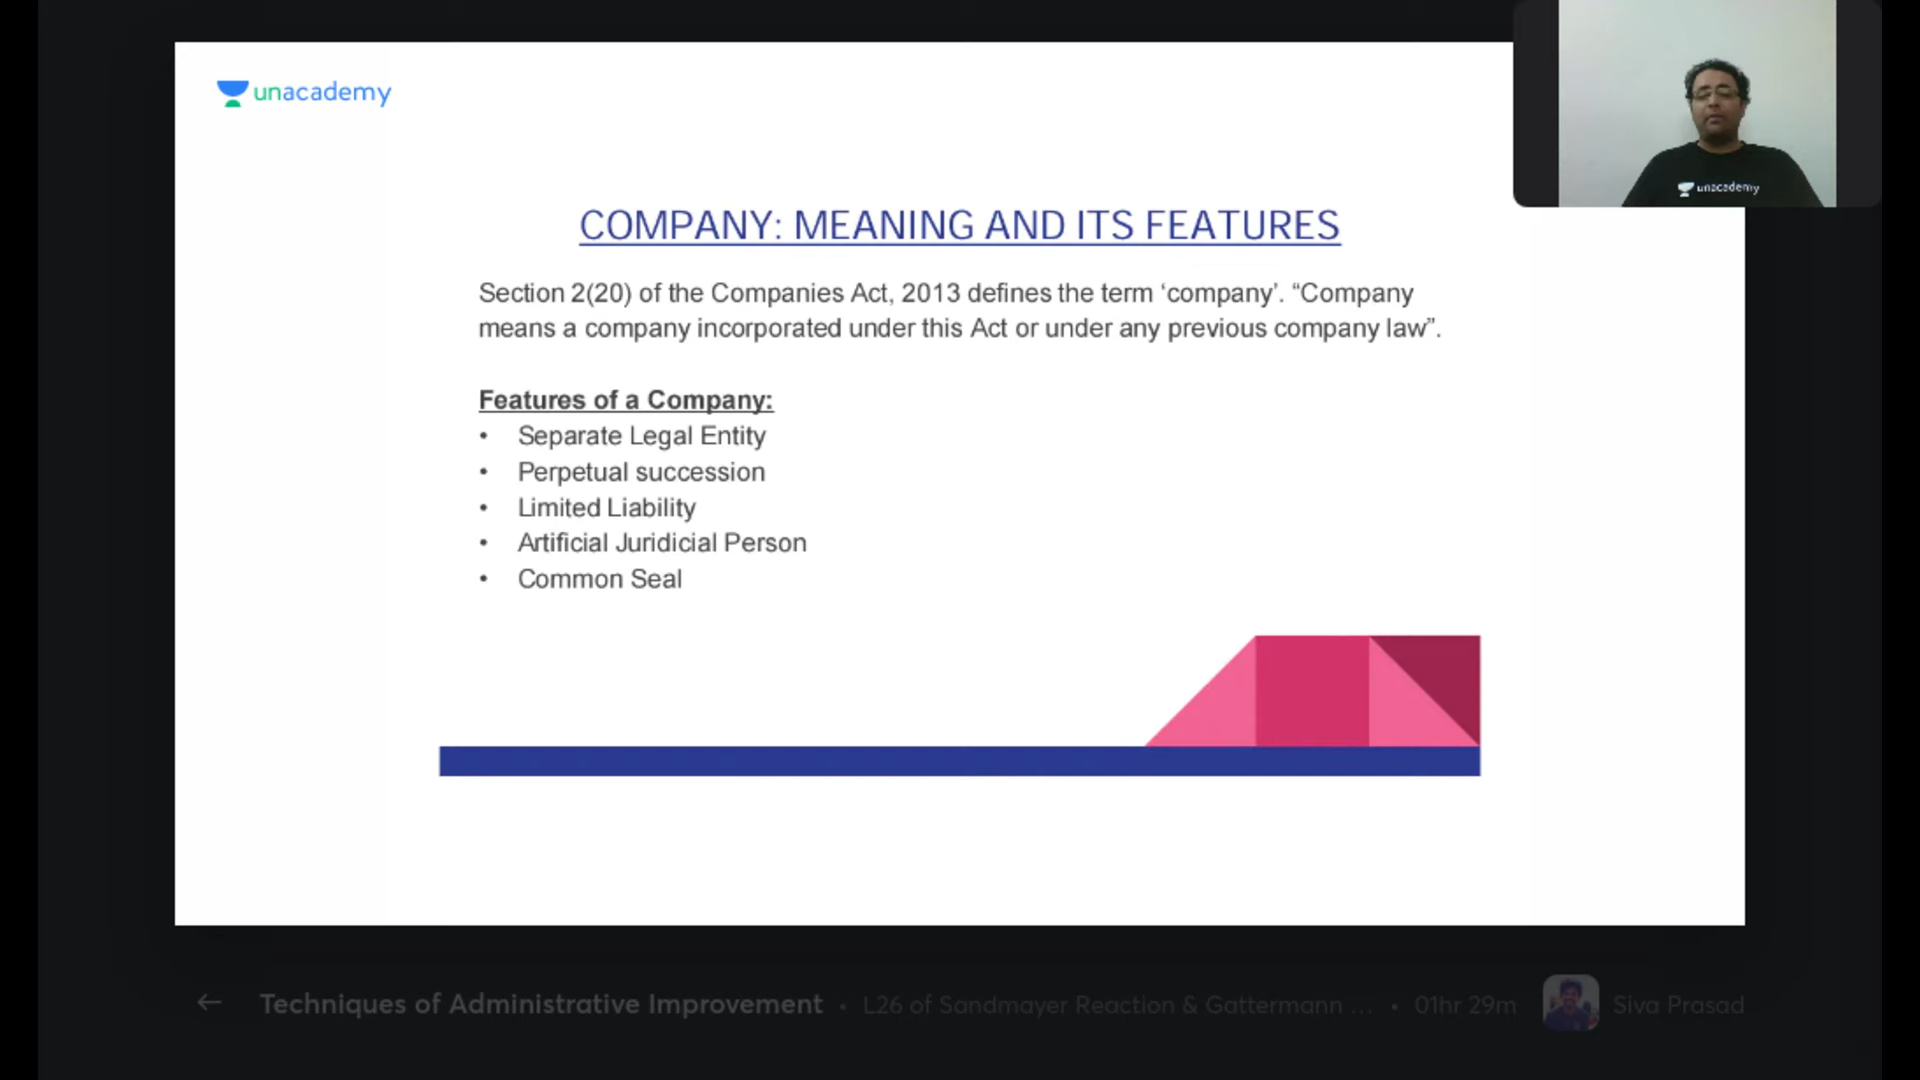 unacademy
unacademy
COMPANY: MEANING AND ITS FEATURES
Section 2(20) of the Companies Act, 2013 defines the term ‘company’. “Company
means a company incorporated under this Act or under any previous company law”.
Features of a Company:
• Separate Legal Entity
• Perpetual succession
• Limited Liability
• Artificial Juridicial Person
• Common Seal
Techniques of Administrative Improvement • L26 of Sandmayer Reaction & Gattermann ... • 01hr 29m Siva Prasad